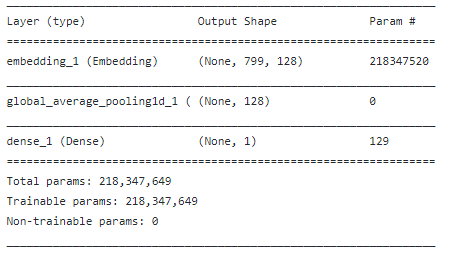 Layer (type) Output Shape Param #
=================================================================
embedding_1 (Embedding) (None, 799, 128) 218347520
_________________________________________________________________
global_average_pooling1d_1 ( (None, 128) 0
_________________________________________________________________
dense_1 (Dense) (None, 1) 129
=================================================================
Total params: 218,347,649
Trainable params: 218,347,649
Non-trainable params: 0
_________________________________________________________________